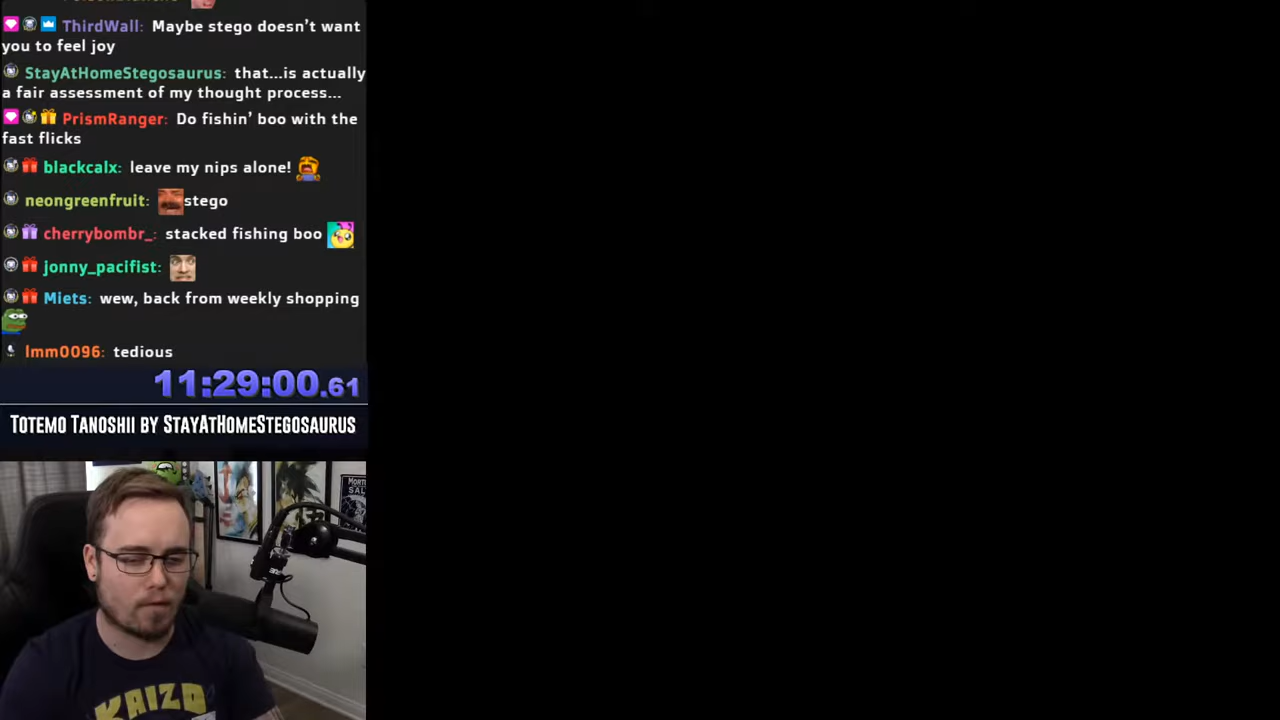 ThirdWall: Maybe stego doesn't want
you to feel joy
StayAtHomeStegosaurus: that...is actually
a fair assessment of my thought process...
PrismRanger: Do fishin' boo with the
fast flicks
blackcalx: leave my nips alone!
neongreenfruit: stego
cherrybombr_: stacked fishing boo
jonny_pacifist:
Miets: wew, back from weekly shopping
lmm0096: tedious
11:29:00.61
TOTEMO TANOSHII BY STAYATHOMESTEGOSAURUS
KAIZO